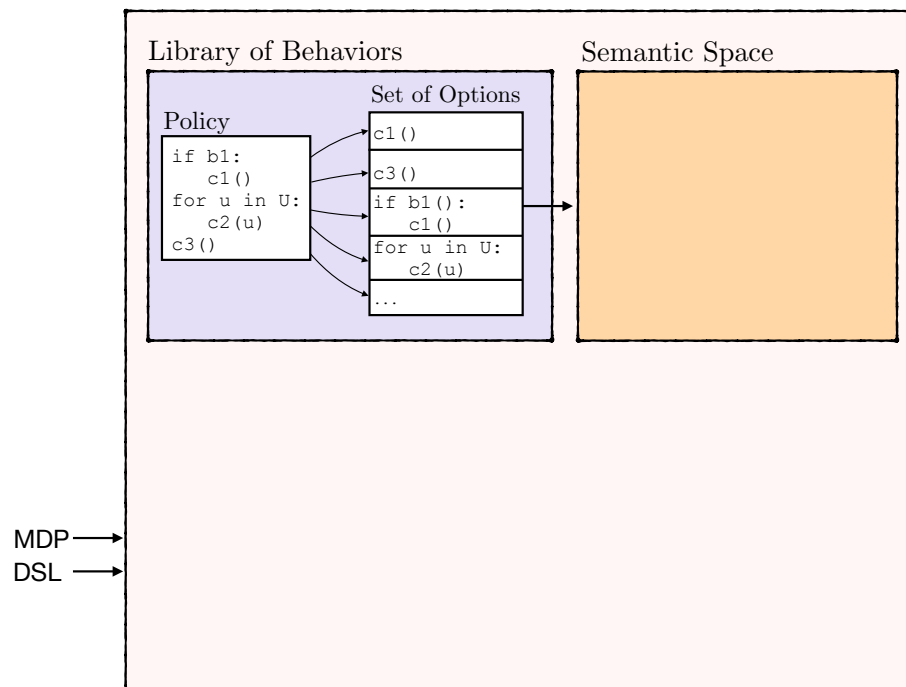 Library of Behaviors
Semantic Space
Policy
if b1:
    c1()
for u in U:
    c2(u)
c3()
Set of Options
c1()
c3()
if b1():
    c1()
for u in U:
    c2(u)
...
MDP
DSL